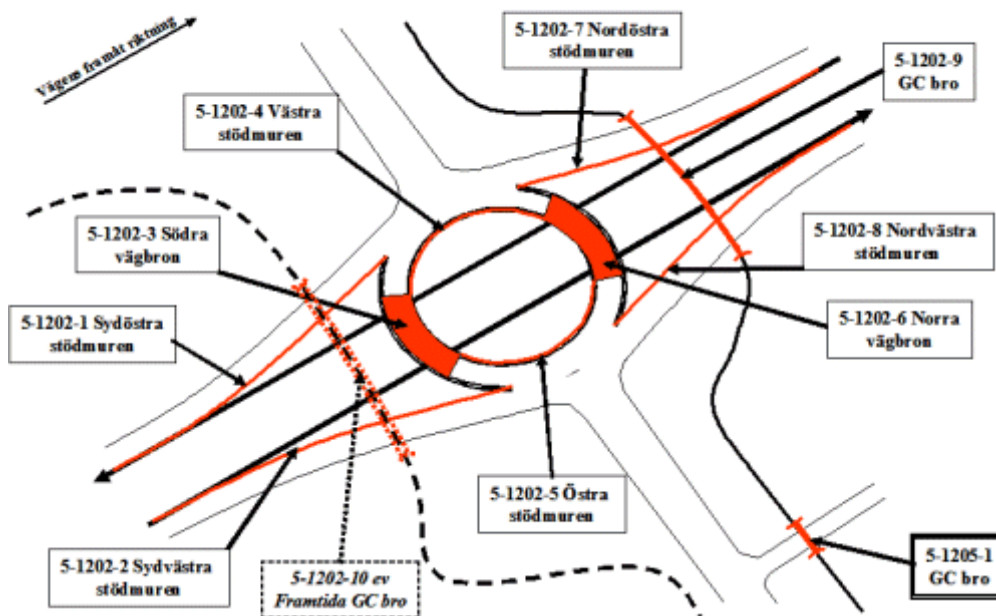 Vägens framåt riktning
5-1202-7 Nordöstra
stödmuren
5-1202-9
GC bro
5-1202-4 Västra
stödmuren
5-1202-3 Södra
vägbron
5-1202-8 Nordvästra
stödmuren
5-1202-1 Sydöstra
stödmuren
5-1202-6 Norra
vägbron
5-1202-5 Östra
stödmuren
5-1202-2 Sydvästra
stödmuren
5-1202-10 ev
Framtida GC bro
5-1205-1
GC bro